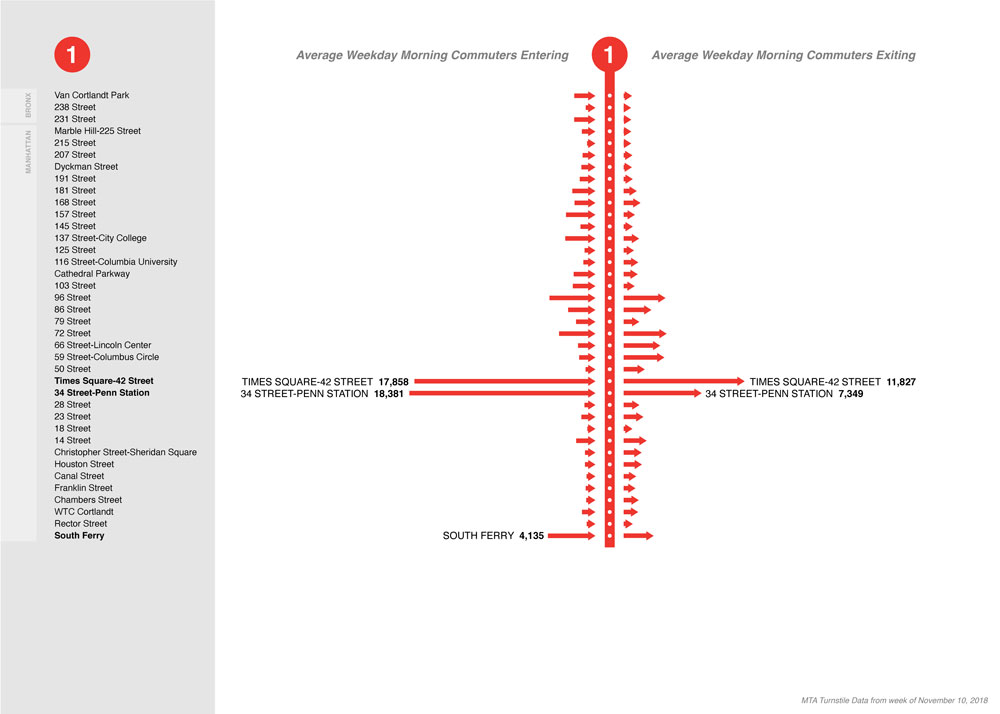 1
Average Weekday Morning Commuters Entering
1
Average Weekday Morning Commuters Exiting
BRONX
MANHATTAN
Van Cortlandt Park
238 Street
231 Street
Marble Hill-225 Street
215 Street
207 Street
Dyckman Street
191 Street
181 Street
168 Street
157 Street
145 Street
137 Street-City College
125 Street
116 Street-Columbia University
Cathedral Parkway
103 Street
96 Street
86 Street
79 Street
72 Street
66 Street-Lincoln Center
59 Street-Columbus Circle
50 Street
Times Square-42 Street
34 Street-Penn Station
28 Street
23 Street
18 Street
14 Street
Christopher Street-Sheridan Square
Houston Street
Canal Street
Franklin Street
Chambers Street
WTC Cortlandt
Rector Street
South Ferry
TIMES SQUARE-42 STREET 17,858
TIMES SQUARE-42 STREET 11,827
34 STREET-PENN STATION 18,381
34 STREET-PENN STATION 7,349
SOUTH FERRY 4,135
MTA Turnstile Data from week of November 10, 2018